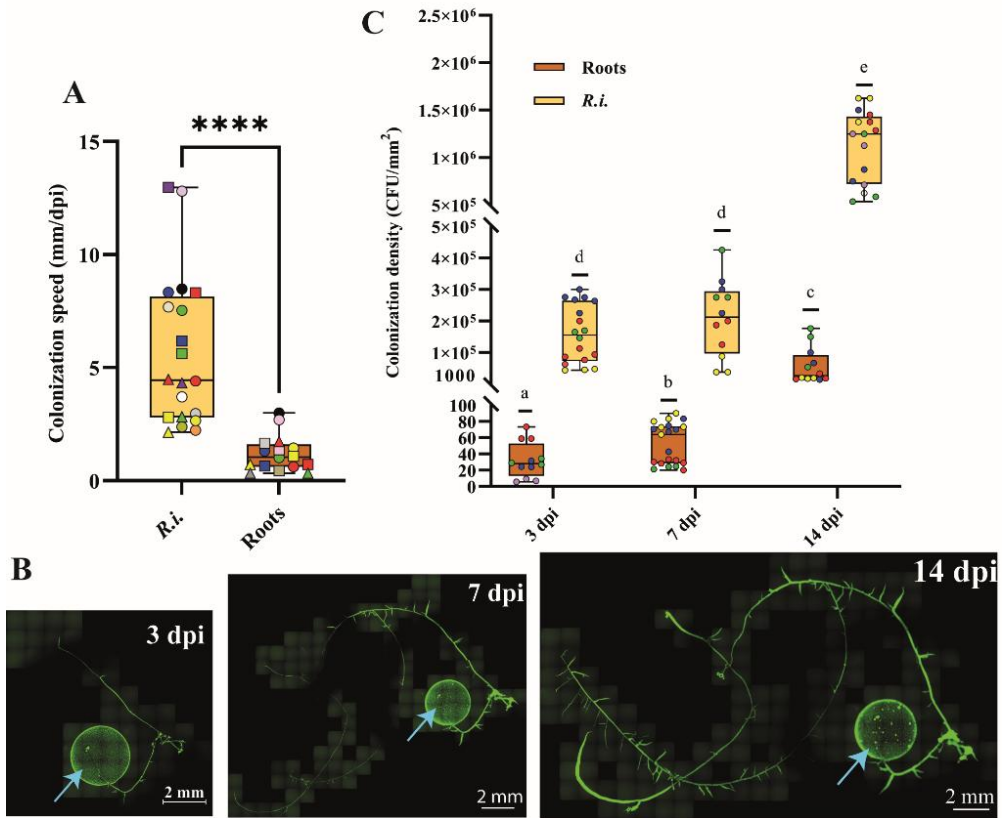 A
Colonization speed (mm/dpi)
15
10
5
0
****
R.i.
Roots
C
Colonization density (CFU/mm²)
2.5×10⁶
2×10⁶
1.5×10⁶
1×10⁶
5×10⁵
5×10⁵
4×10⁵
3×10⁵
2×10⁵
1×10⁵
1000
100
80
60
40
20
0
Roots
R.i.
a
d
b
d
c
e
3 dpi
7 dpi
14 dpi
B
3 dpi
2 mm
7 dpi
2 mm
14 dpi
2 mm